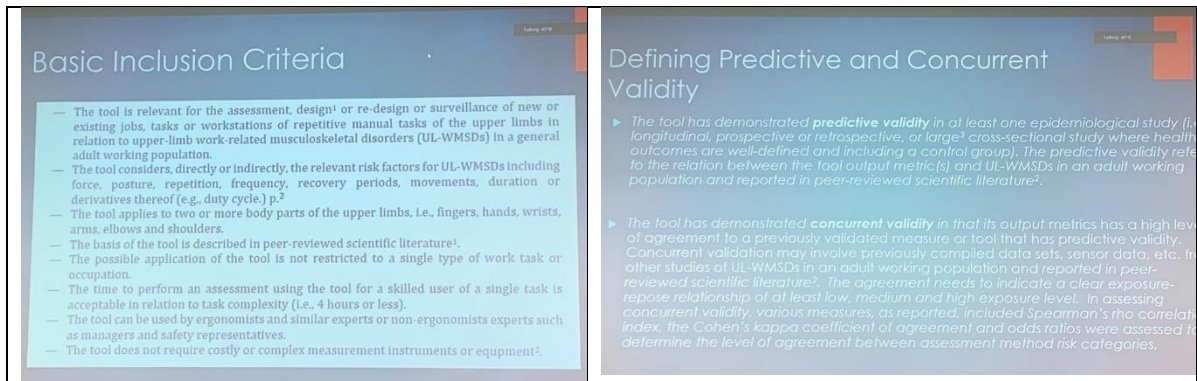 Talking: 401B
Basic Inclusion Criteria
— The tool is relevant for the assessment, design¹ or re-design or surveillance of new or
existing jobs, tasks or workstations of repetitive manual tasks of the upper limbs in
relation to upper-limb work-related musculoskeletal disorders (UL-WMSDs) in a general
adult working population.
— The tool considers, directly or indirectly, the relevant risk factors for UL-WMSDs including
force, posture, repetition, frequency, recovery periods, movements, duration or
derivatives thereof (e.g., duty cycle.) p.²
— The tool applies to two or more body parts of the upper limbs, i.e., fingers, hands, wrists,
arms, elbows and shoulders.
— The basis of the tool is described in peer-reviewed scientific literature¹.
— The possible application of the tool is not restricted to a single type of work task or
occupation.
— The time to perform an assessment using the tool for a skilled user of a single task is
acceptable in relation to task complexity (i.e., 4 hours or less).
— The tool can be used by ergonomists and similar experts or non-ergonomists experts such
as managers and safety representatives.
— The tool does not require costly or complex measurement instruments or equpment².
Talking: 401B
Defining Predictive and Concurrent
Validity
The tool has demonstrated predictive validity in at least one epidemiological study (i.e
longitudinal, prospective or retrospective, or large³ cross-sectional study where health
outcomes are well-defined and including a control group). The predictive validity refe
to the relation between the tool output metric(s) and UL-WMSDs in an adult working
population and reported in peer-reviewed scientific literature².
The tool has demonstrated concurrent validity in that its output metrics has a high leve
of agreement to a previously validated measure or tool that has predictive validity.
Concurrent validation may involve previously compiled data sets, sensor data, etc. fr
other studies of UL-WMSDs in an adult working population and reported in peer-
reviewed scientific literature². The agreement needs to indicate a clear exposure-
repose relationship of at least low, medium and high exposure level. In assessing
concurrent validity, various measures, as reported, included Spearman's rho correlati
index, the Cohen's kappa coefficient of agreement and odds ratios were assessed to
determine the level of agreement between assessment method risk categories.